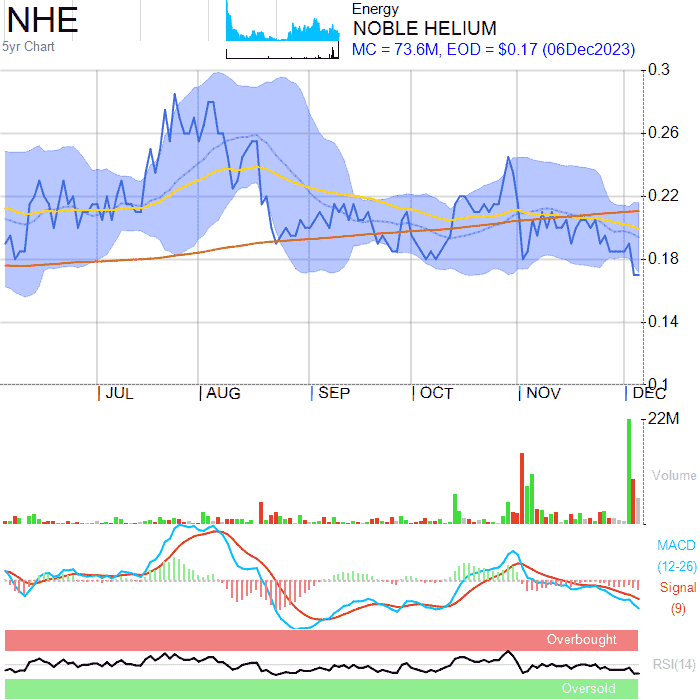 NHE
5yr Chart
Energy
NOBLE HELIUM
MC = 73.6M, EOD = $0.17 (06Dec2023)
0.3
0.26
0.22
0.18
0.14
0.1
JUL
AUG
SEP
OCT
NOV
DEC
22M
Volume
MACD
(12-26)
Signal
(9)
Overbought
RSI(14)
Oversold